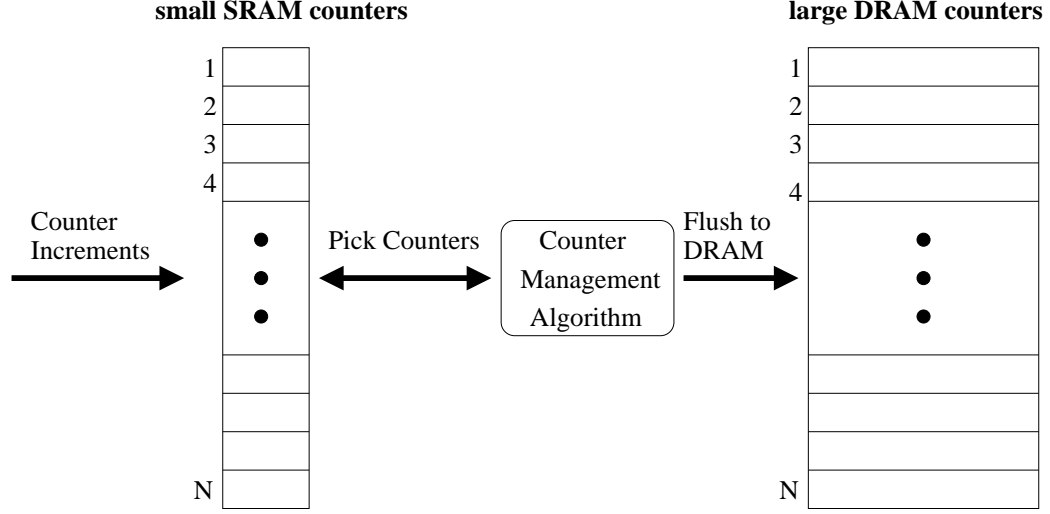 small SRAM counters
large DRAM counters
1
2
3
4
N
Counter
Increments
Pick Counters
Counter
Management
Algorithm
Flush to
DRAM
1
2
3
4
N